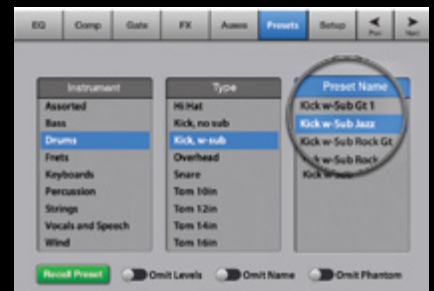 EQ Comp Gate FX Auxes Presets Setup Prev Next
Instrument
Assorted
Bass
Drums
Frets
Keyboards
Percussion
Strings
Vocals and Speech
Wind
Type
Hi Hat
Kick, no sub
Kick, w-sub
Overhead
Snare
Tom 10in
Tom 12in
Tom 14in
Tom 16in
Preset Name
Kick w-Sub Gt 1
Kick w-Sub Jazz
Kick w-Sub Rock Gt
Kick w-Sub Rock
Recall Preset Omit Levels Omit Name Omit Phantom